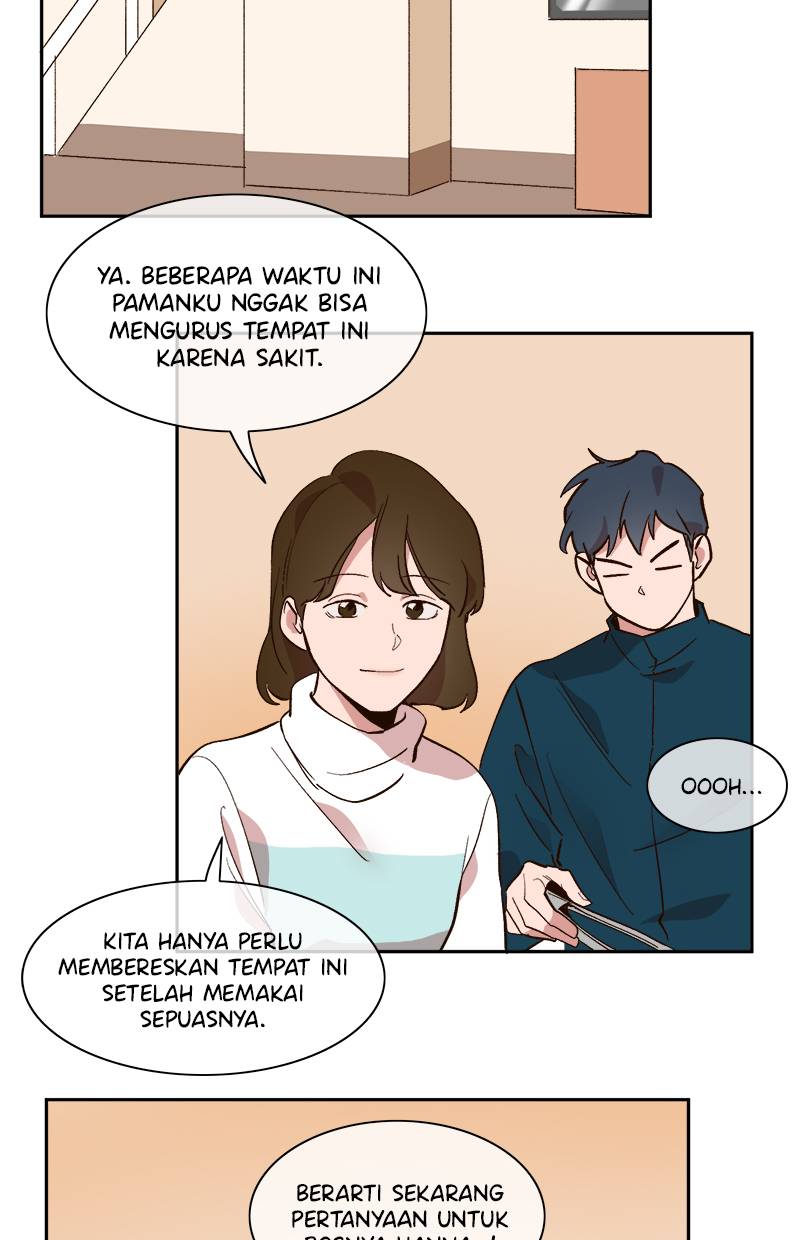 YA. BEBERAPA WAKTU INI
PAMANKU NGGAK BISA
MENGURUS TEMPAT INI
KARENA SAKIT.
OOOH...
KITA HANYA PERLU
MEMBERESKAN TEMPAT INI
SETELAH MEMAKAI
SEPUASNYA.
BERARTI SEKARANG
PERTANYAAN UNTUK